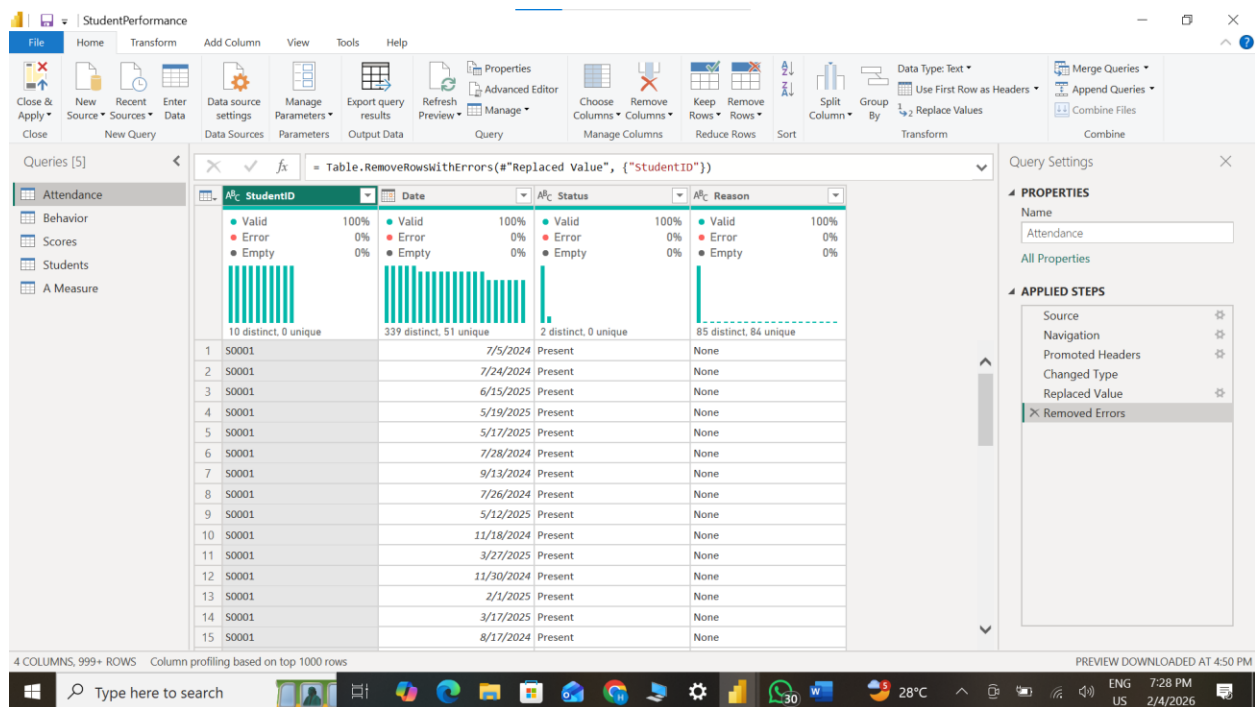 StudentPerformance
File Home Transform Add Column View Tools Help
Close & Apply
New Source
Recent Sources
Enter Data
Data source settings
Manage Parameters
Export query results
Refresh Preview
Properties
Advanced Editor
Manage
Choose Columns
Remove Columns
Keep Rows
Remove Rows
Split Column
Group By
Data Type: Text
Use First Row as Headers
Replace Values
Merge Queries
Append Queries
Combine Files
Close New Query Data Sources Parameters Output Data Query Manage Columns Reduce Rows Sort Transform Combine
Queries [5]
Attendance
Behavior
Scores
Students
A Measure
fx = Table.RemoveRowsWithErrors(#"Replaced Value", {"StudentID"})
ABC StudentID Date ABC Status ABC Reason
Valid 100% Valid 100% Valid 100% Valid 100%
Error 0% Error 0% Error 0% Error 0%
Empty 0% Empty 0% Empty 0% Empty 0%
10 distinct, 0 unique 339 distinct, 51 unique 2 distinct, 0 unique 85 distinct, 84 unique
1 S0001 7/5/2024 Present None
2 S0001 7/24/2024 Present None
3 S0001 6/15/2025 Present None
4 S0001 5/19/2025 Present None
5 S0001 5/17/2025 Present None
6 S0001 7/28/2024 Present None
7 S0001 9/13/2024 Present None
8 S0001 7/26/2024 Present None
9 S0001 5/12/2025 Present None
10 S0001 11/18/2024 Present None
11 S0001 3/27/2025 Present None
12 S0001 11/30/2024 Present None
13 S0001 2/1/2025 Present None
14 S0001 3/17/2025 Present None
15 S0001 8/17/2024 Present None
Query Settings
PROPERTIES
Name
Attendance
All Properties
APPLIED STEPS
Source
Navigation
Promoted Headers
Changed Type
Replaced Value
Removed Errors
4 COLUMNS, 999+ ROWS Column profiling based on top 1000 rows PREVIEW DOWNLOADED AT 4:50 PM
Type here to search
30
5
28°C
ENG
US
7:28 PM
2/4/2026